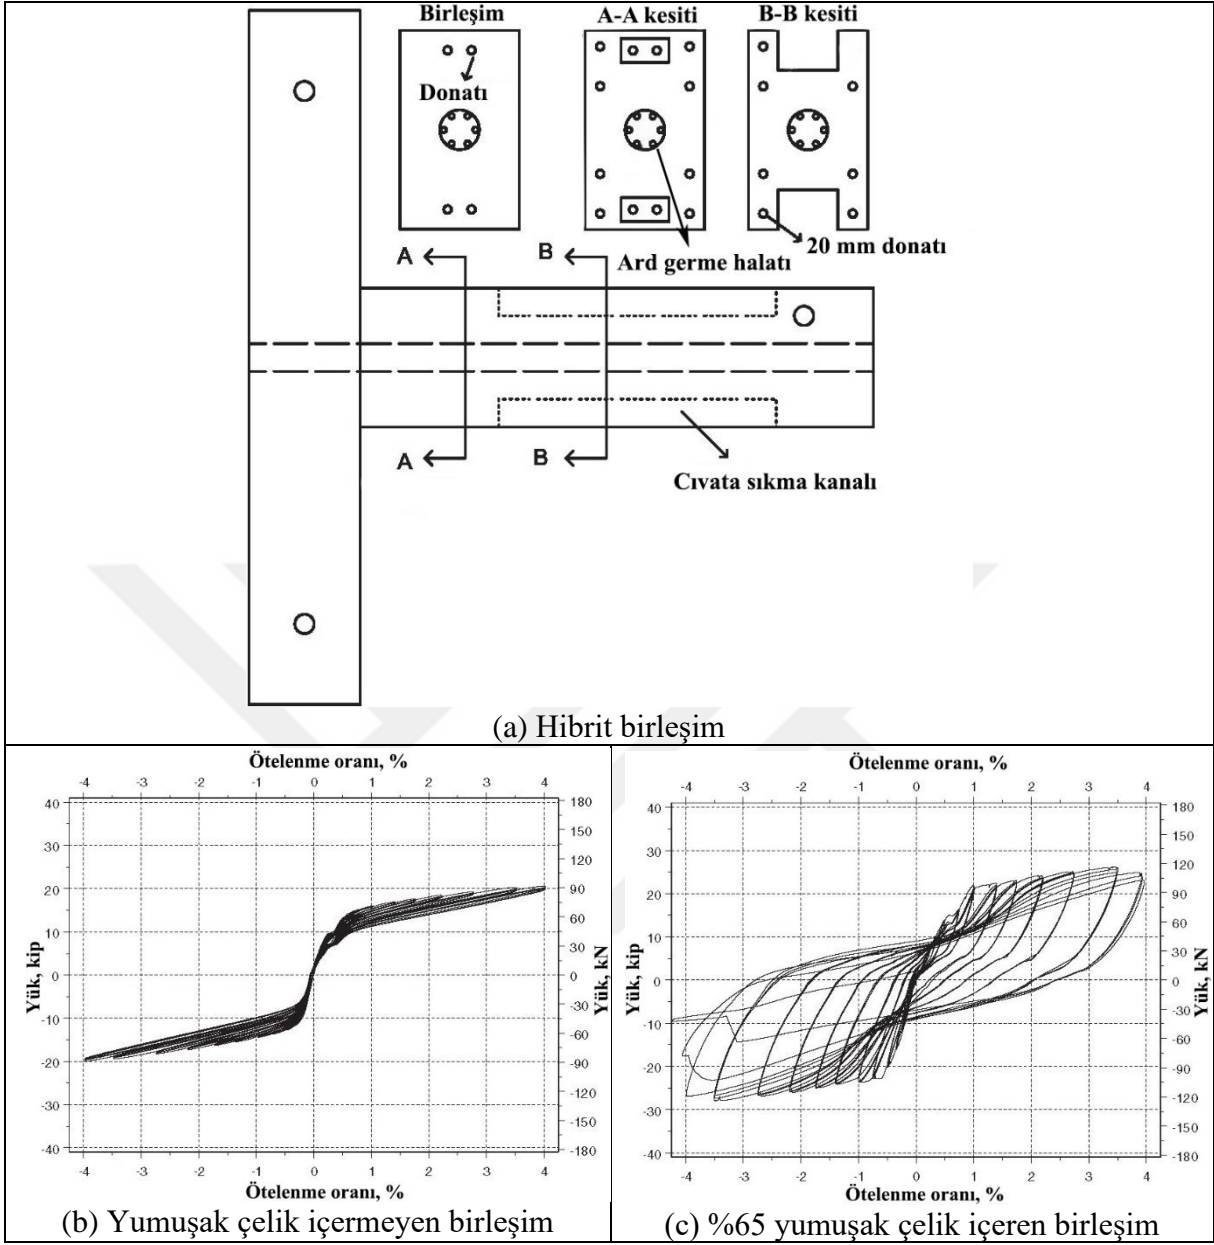 Birleşim
A-A kesiti
B-B kesiti
Donatı
Ard germe halatı
20 mm donatı
A
B
A
B
Cıvata sıkma kanalı
(a) Hibrit birleşim
Ötelenme oranı, %
-4 -3 -2 -1 0 1 2 3 4
40 30 20 10 0 -10 -20 -30 -40
Yük, kip
180 150 120 90 60 30 0 -30 -60 -90 -120 -150 -180
Yük, kN
-4 -3 -2 -1 0 1 2 3 4
Ötelenme oranı, %
(b) Yumuşak çelik içermeyen birleşim
Ötelenme oranı, %
-4 -3 -2 -1 0 1 2 3 4
40 30 20 10 0 -10 -20 -30 -40
Yük, kip
180 150 120 90 60 30 0 -30 -60 -90 -120 -150 -180
Yük, kN
-4 -3 -2 -1 0 1 2 3 4
Ötelenme oranı, %
(c) %65 yumuşak çelik içeren birleşim